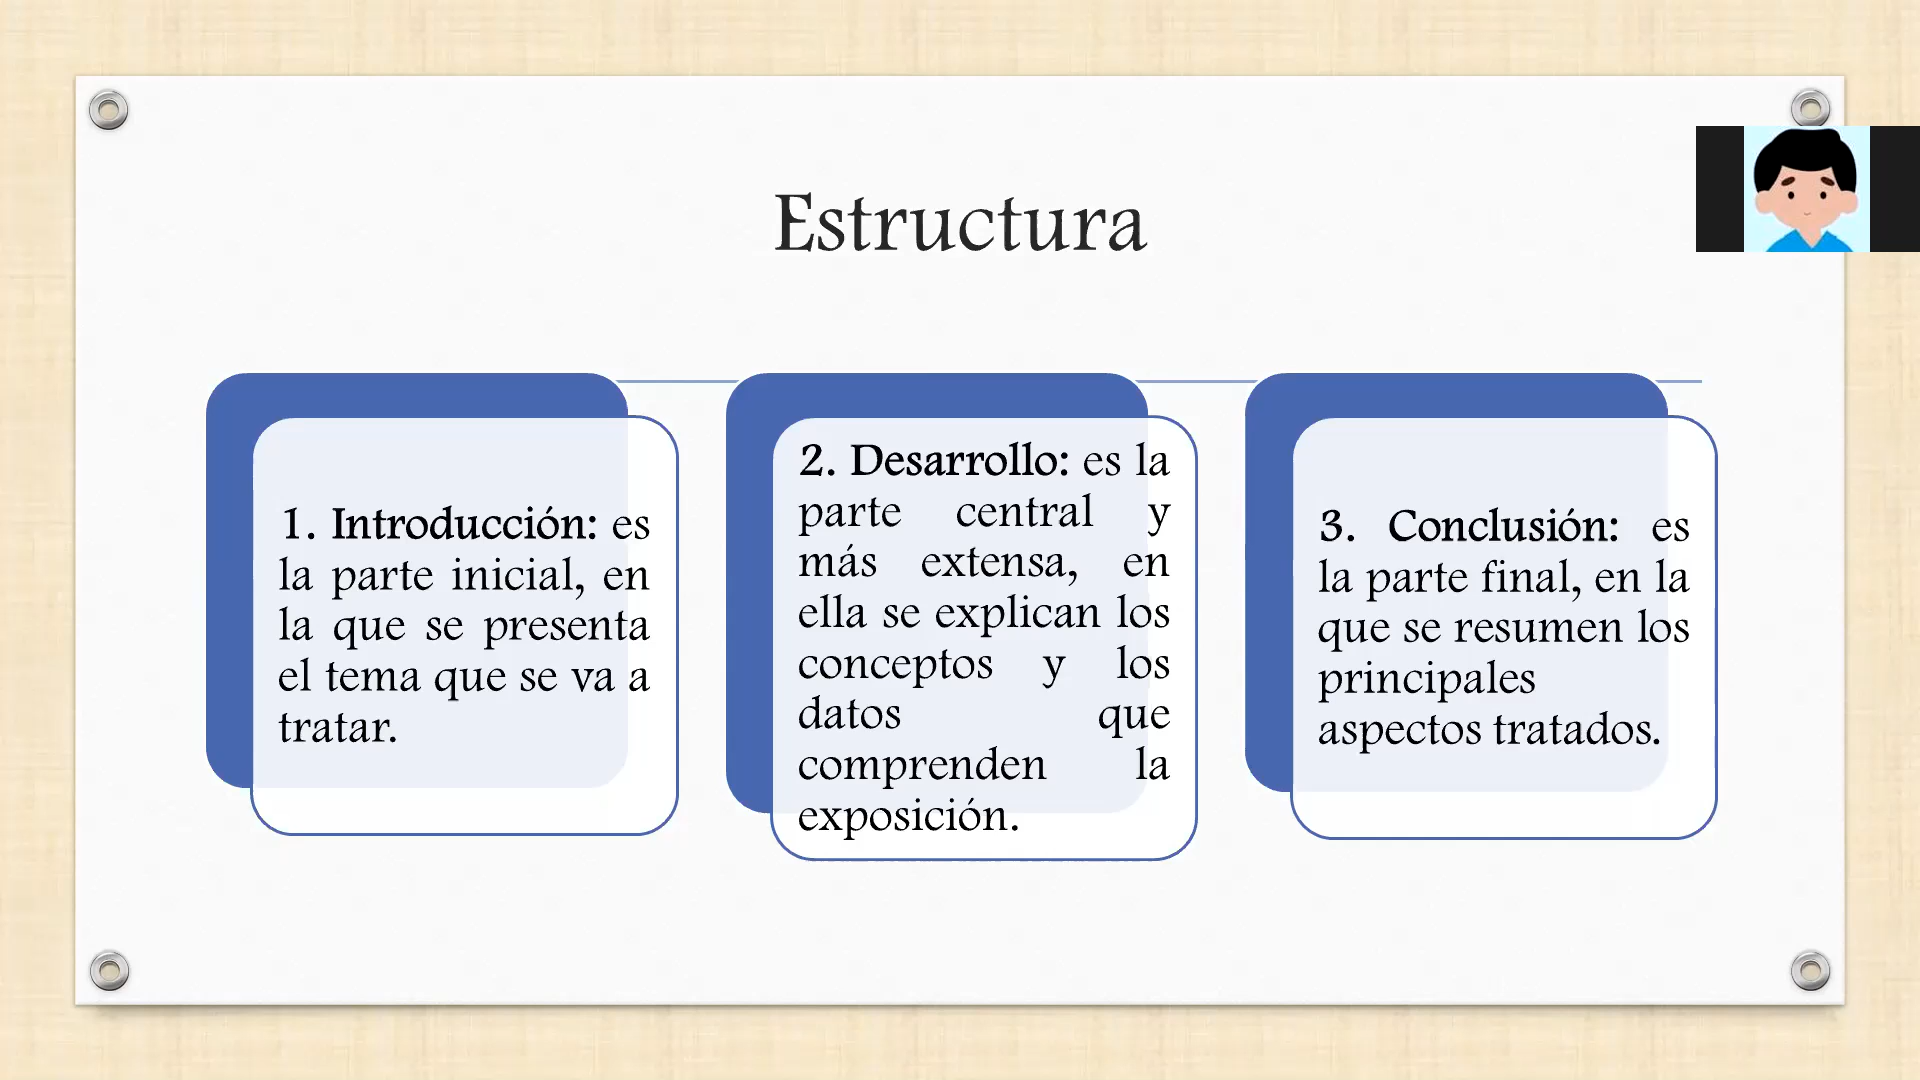 Estructura
1. Introducción: es
la parte inicial, en
la que se presenta
el tema que se va a
tratar.
2. Desarrollo: es la
parte central y
más extensa, en
ella se explican los
conceptos y los
datos que
comprenden la
exposición.
3. Conclusión: es
la parte final, en la
que se resumen los
principales
aspectos tratados.